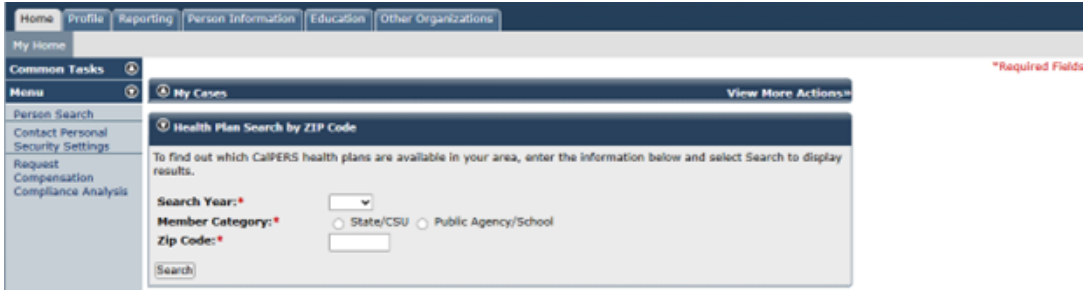 Home Profile Reporting Person Information Education Other Organizations
My Home
Common Tasks
*Required Fields
Menu
My Cases View More Actions»
Person Search
Contact Personal
Security Settings
Request
Compensation
Compliance Analysis
Health Plan Search by ZIP Code
To find out which CalPERS health plans are available in your area, enter the information below and select Search to display
results.
Search Year:*
Member Category:* State/CSU Public Agency/School
Zip Code:*
Search